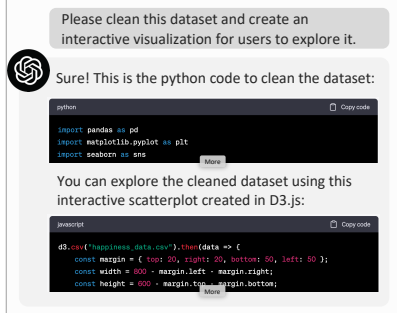 Please clean this dataset and create an
interactive visualization for users to explore it.
Sure! This is the python code to clean the dataset:
python Copy code
import pandas as pd
import matplotlib.pyplot as plt
import seaborn as sns
More
You can explore the cleaned dataset using this
interactive scatterplot created in D3.js:
javascript Copy code
d3.csv("happiness_data.csv").then(data => {
const margin = { top: 20, right: 20, bottom: 50, left: 50 };
const width = 800 - margin.left - margin.right;
const height = 600 - margin.top - margin.bottom;
More